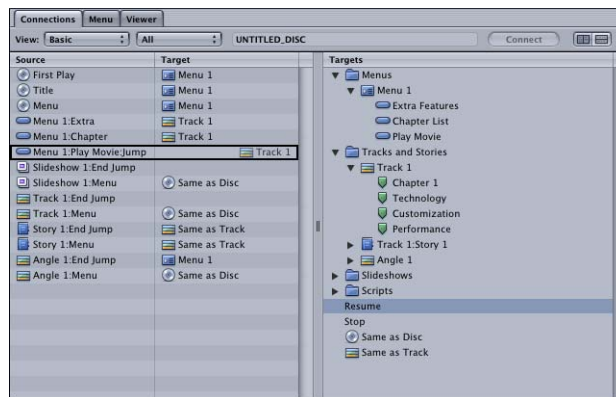 Connections Menu Viewer
View: Basic All UNTITLED_DISC Connect
Source Target
First Play Menu 1
Title Menu 1
Menu Menu 1
Menu 1:Extra Track 1
Menu 1:Chapter Track 1
Menu 1:Play Movie:Jump Track 1
Slideshow 1:End Jump
Slideshow 1:Menu Same as Disc
Track 1:End Jump
Track 1:Menu Same as Disc
Story 1:End Jump Same as Track
Story 1:Menu Same as Track
Angle 1:End Jump Menu 1
Angle 1:Menu Same as Disc
Targets
Menus
Menu 1
Extra Features
Chapter List
Play Movie
Tracks and Stories
Track 1
Chapter 1
Technology
Customization
Performance
Track 1:Story 1
Angle 1
Slideshows
Scripts
Resume
Stop
Same as Disc
Same as Track